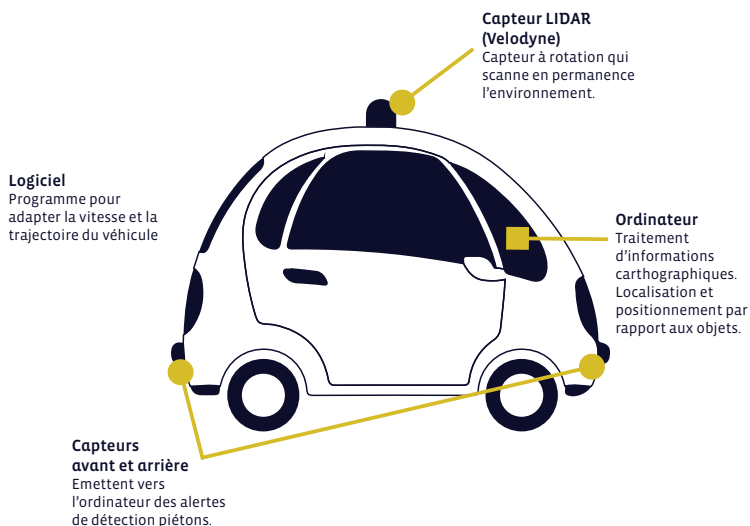 Capteur LIDAR
(Velodyne)
Capteur à rotation qui
scanne en permanence
l’environnement.
Logiciel
Programme pour
adapter la vitesse et la
trajectoire du véhicule
Ordinateur
Traitement
d’informations
carthographiques.
Localisation et
positionnement par
rapport aux objets.
Capteurs
avant et arrière
Emettent vers
l’ordinateur des alertes
de détection piétons.